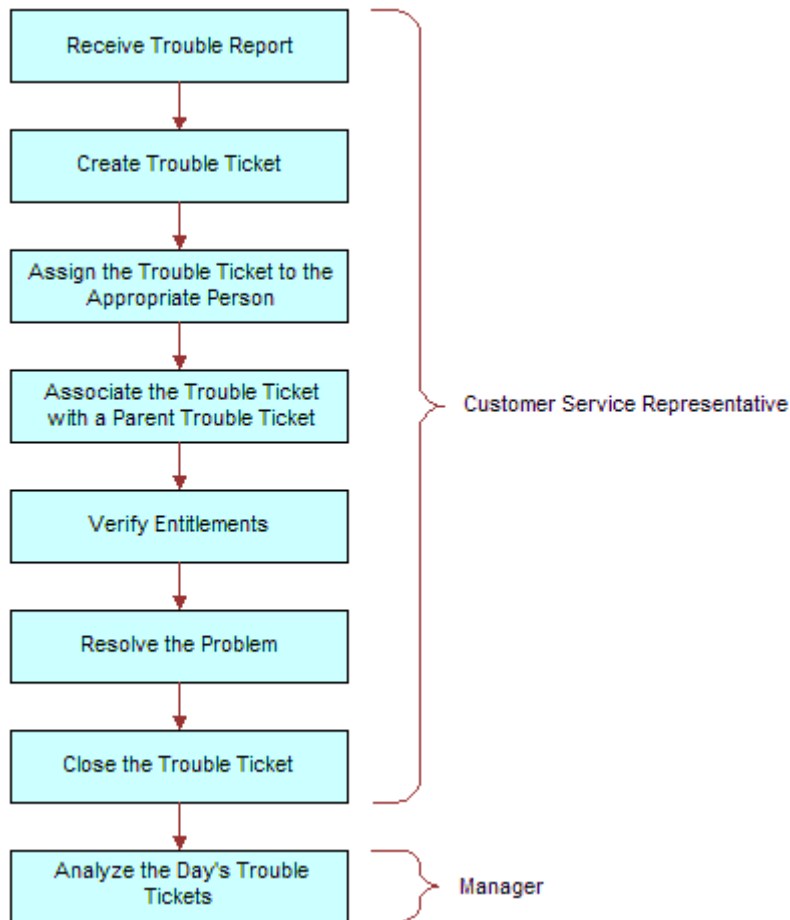 Receive Trouble Report
Create Trouble Ticket
Assign the Trouble Ticket to the
Appropriate Person
Associate the Trouble Ticket
with a Parent Trouble Ticket
Customer Service Representative
Verify Entitlements
Resolve the Problem
Close the Trouble Ticket
Analyze the Day's Trouble
Tickets
Manager